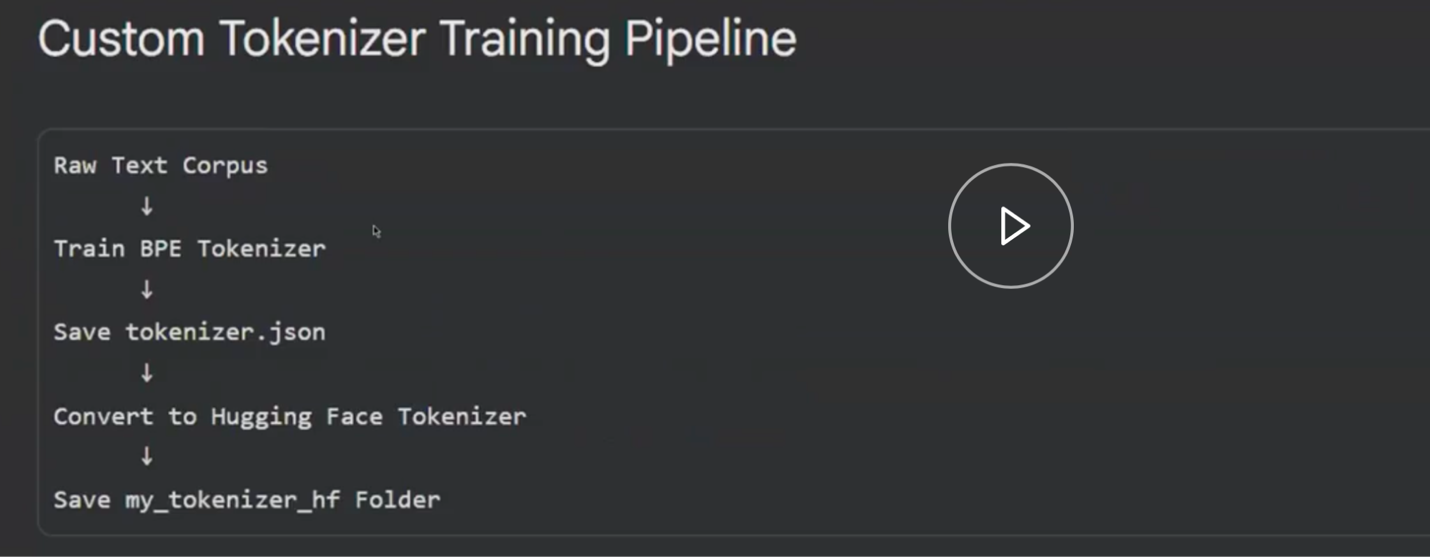 Custom Tokenizer Training Pipeline
Raw Text Corpus
↓
Train BPE Tokenizer
↓
Save tokenizer.json
↓
Convert to Hugging Face Tokenizer
↓
Save my_tokenizer_hf Folder